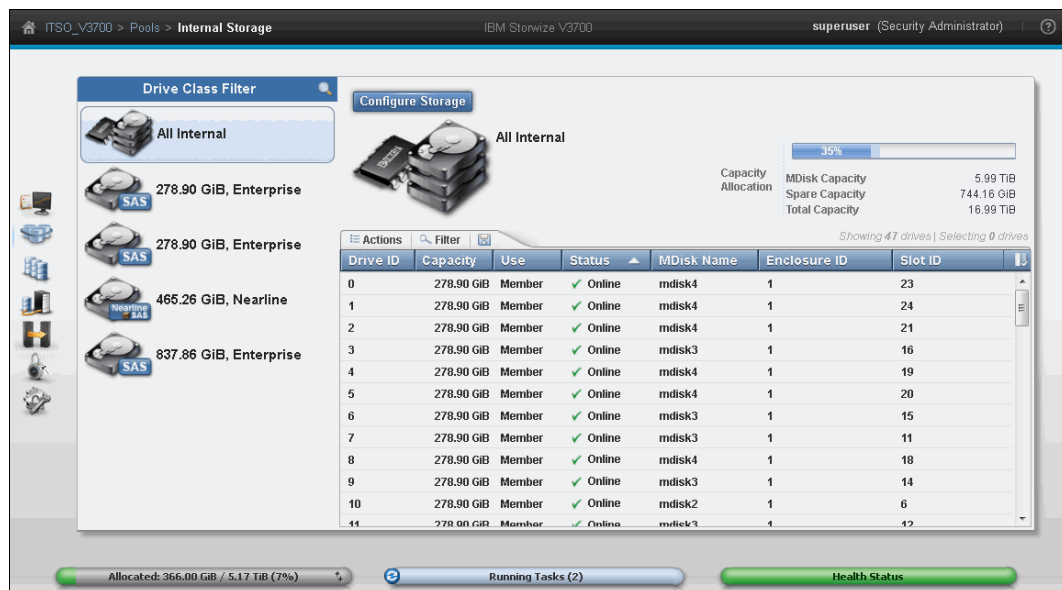 ITSO_V3700 > Pools > Internal Storage
IBM Storwize V3700
superuser (Security Administrator)
?
Drive Class Filter
All Internal
SAS 278.90 GiB, Enterprise
SAS 278.90 GiB, Enterprise
Nearline SAS 465.26 GiB, Nearline
SAS 837.86 GiB, Enterprise
Configure Storage
All Internal
Capacity Allocation
35%
MDisk Capacity 5.99 TiB
Spare Capacity 744.16 GiB
Total Capacity 16.99 TiB
Actions Filter
Showing 47 drives | Selecting 0 drives
Drive ID Capacity Use Status MDisk Name Enclosure ID Slot ID
0 278.90 GiB Member Online mdisk4 1 23
1 278.90 GiB Member Online mdisk4 1 24
2 278.90 GiB Member Online mdisk4 1 21
3 278.90 GiB Member Online mdisk3 1 16
4 278.90 GiB Member Online mdisk4 1 19
5 278.90 GiB Member Online mdisk4 1 20
6 278.90 GiB Member Online mdisk3 1 15
7 278.90 GiB Member Online mdisk3 1 11
8 278.90 GiB Member Online mdisk4 1 18
9 278.90 GiB Member Online mdisk3 1 14
10 278.90 GiB Member Online mdisk2 1 6
11 278.90 GiB Member Online mdisk3 1 12
Allocated: 366.00 GiB / 5.17 TiB (7%)
Running Tasks (2)
Health Status